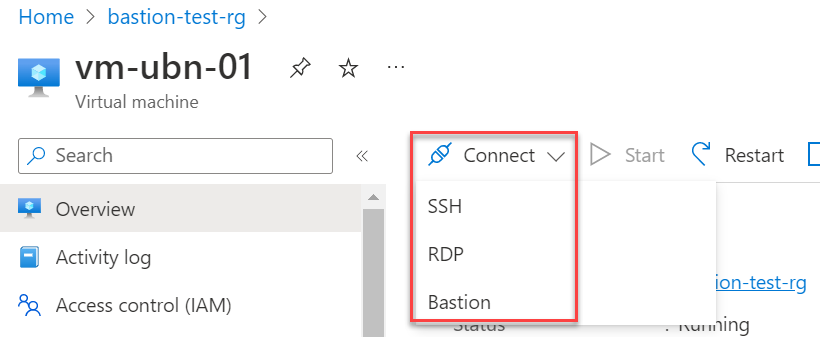 Home > bastion-test-rg >
vm-ubn-01
Virtual machine
Search
Connect
Start
Restart
Overview
Activity log
Access control (IAM)
SSH
RDP
Bastion
ion-test-rg
Status : Running